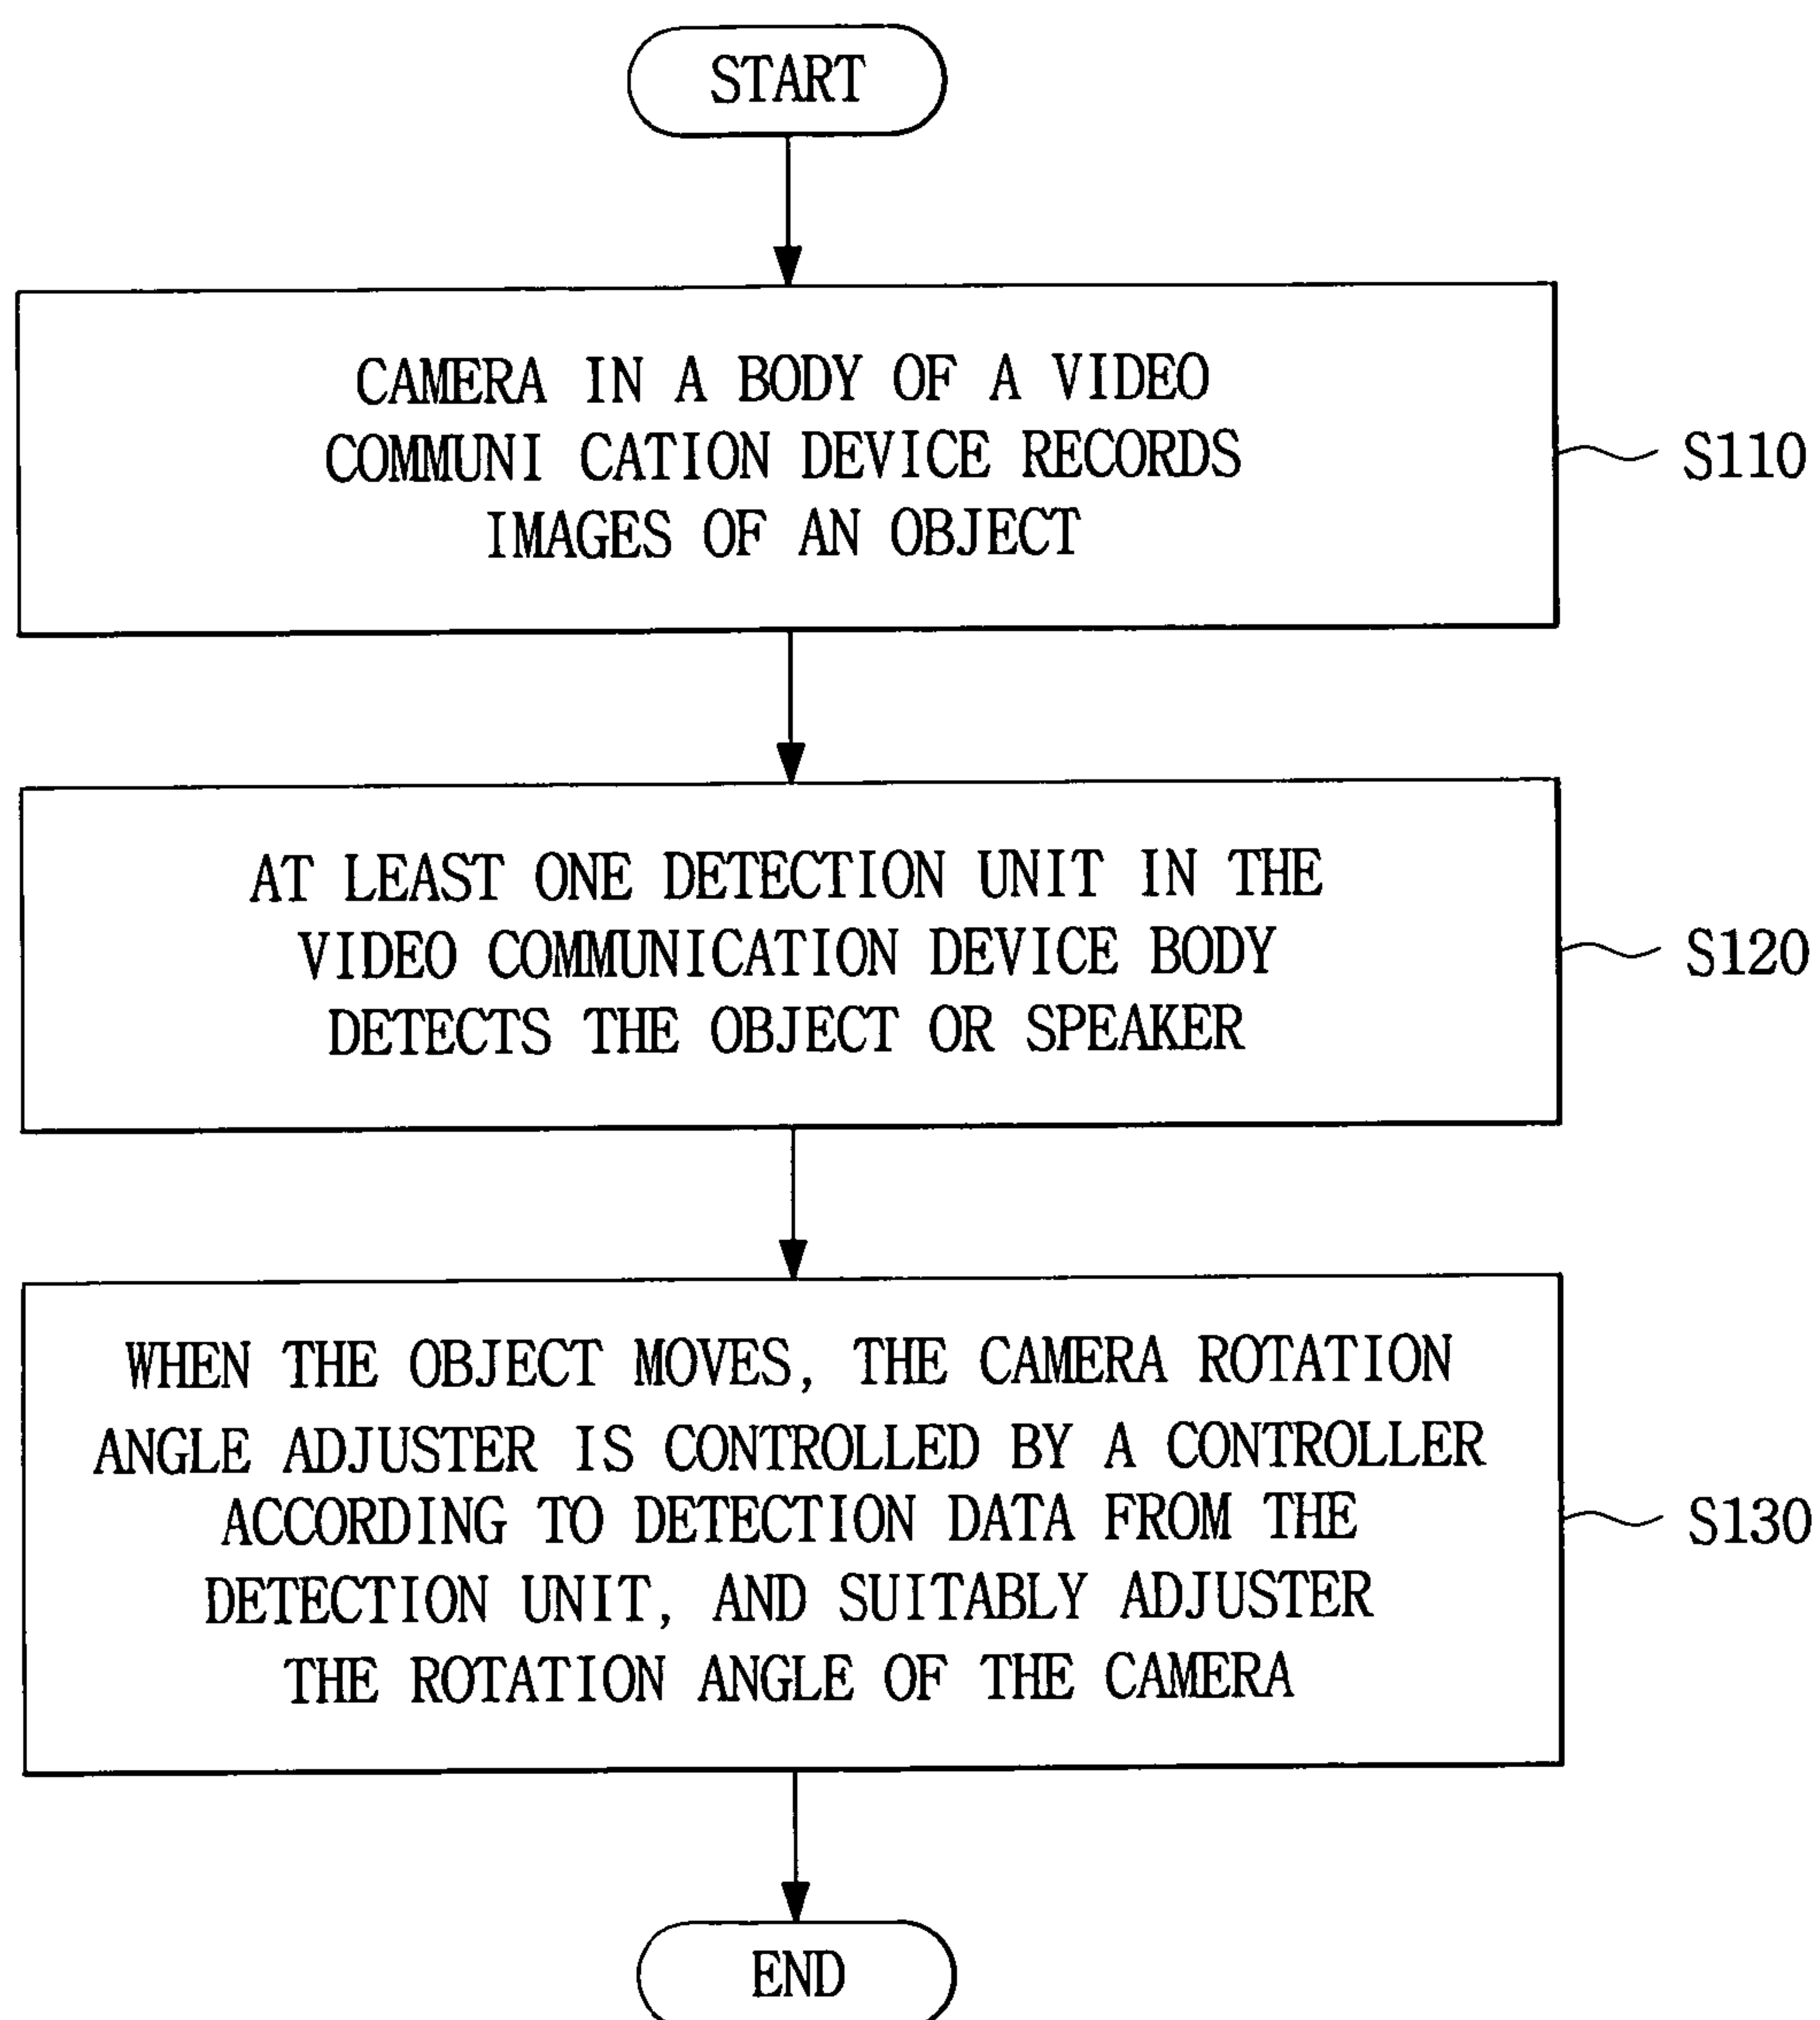 START
CAMERA IN A BODY OF A VIDEO
COMMUNI CATION DEVICE RECORDS
IMAGES OF AN OBJECT
S110
AT LEAST ONE DETECTION UNIT IN THE
VIDEO COMMUNICATION DEVICE BODY
DETECTS THE OBJECT OR SPEAKER
S120
WHEN THE OBJECT MOVES, THE CAMERA ROTATION
ANGLE ADJUSTER IS CONTROLLED BY A CONTROLLER
ACCORDING TO DETECTION DATA FROM THE
DETECTION UNIT, AND SUITABLY ADJUSTER
THE ROTATION ANGLE OF THE CAMERA
S130
END